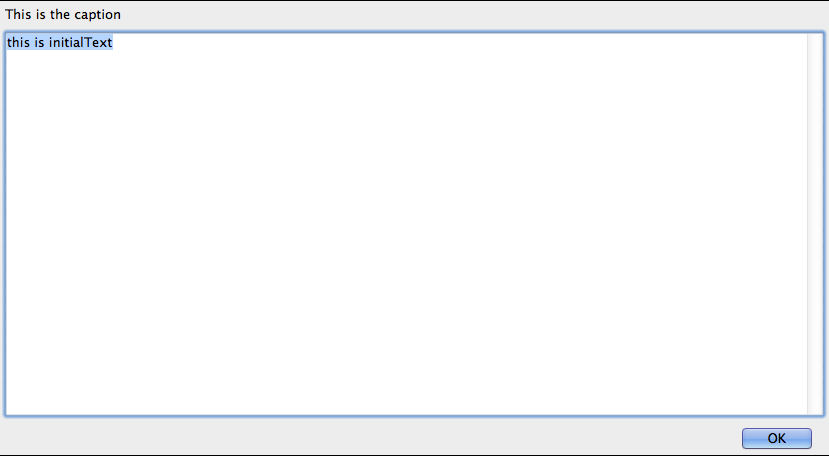 This is the caption
this is initialText
OK